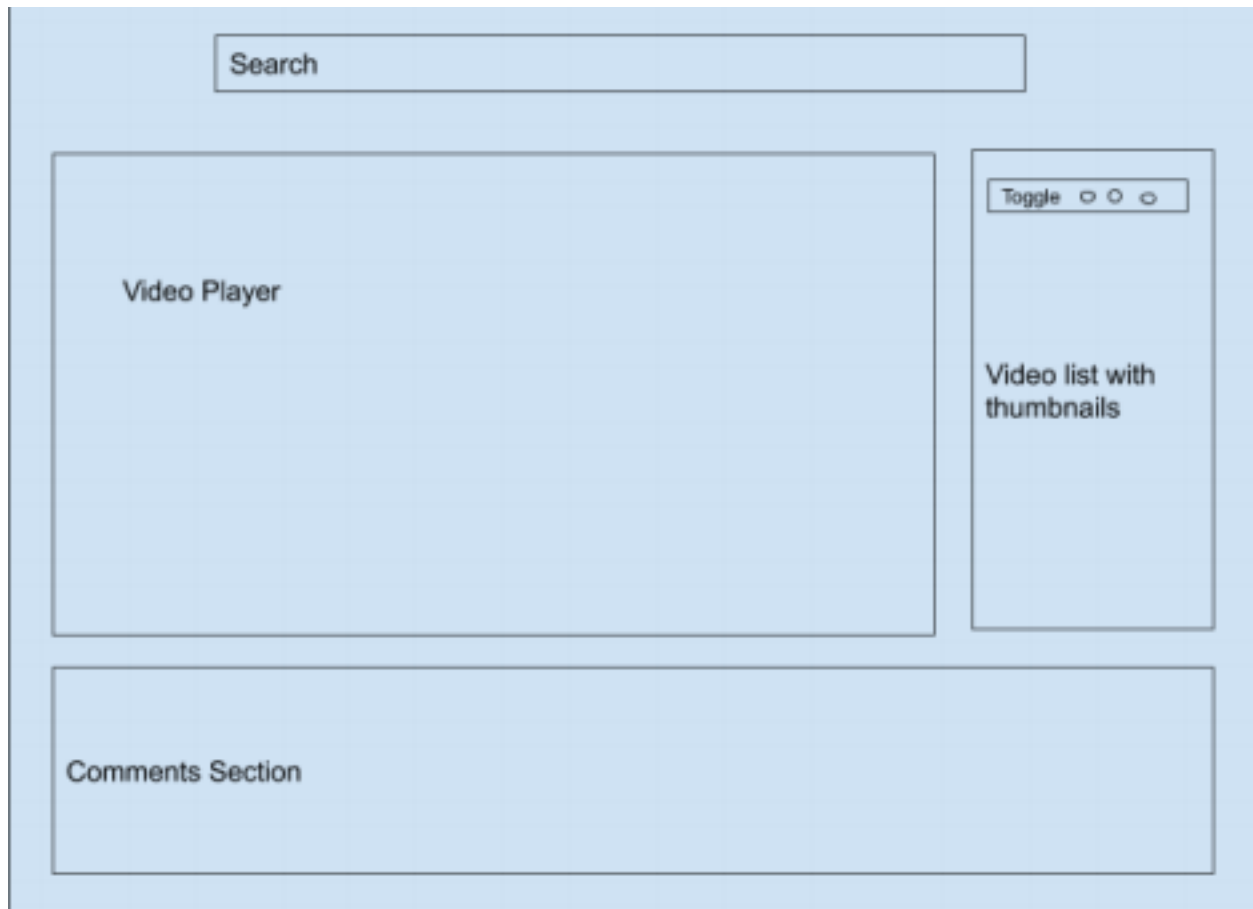 Search
Toggle
Video Player
Video list with
thumbnails
Comments Section